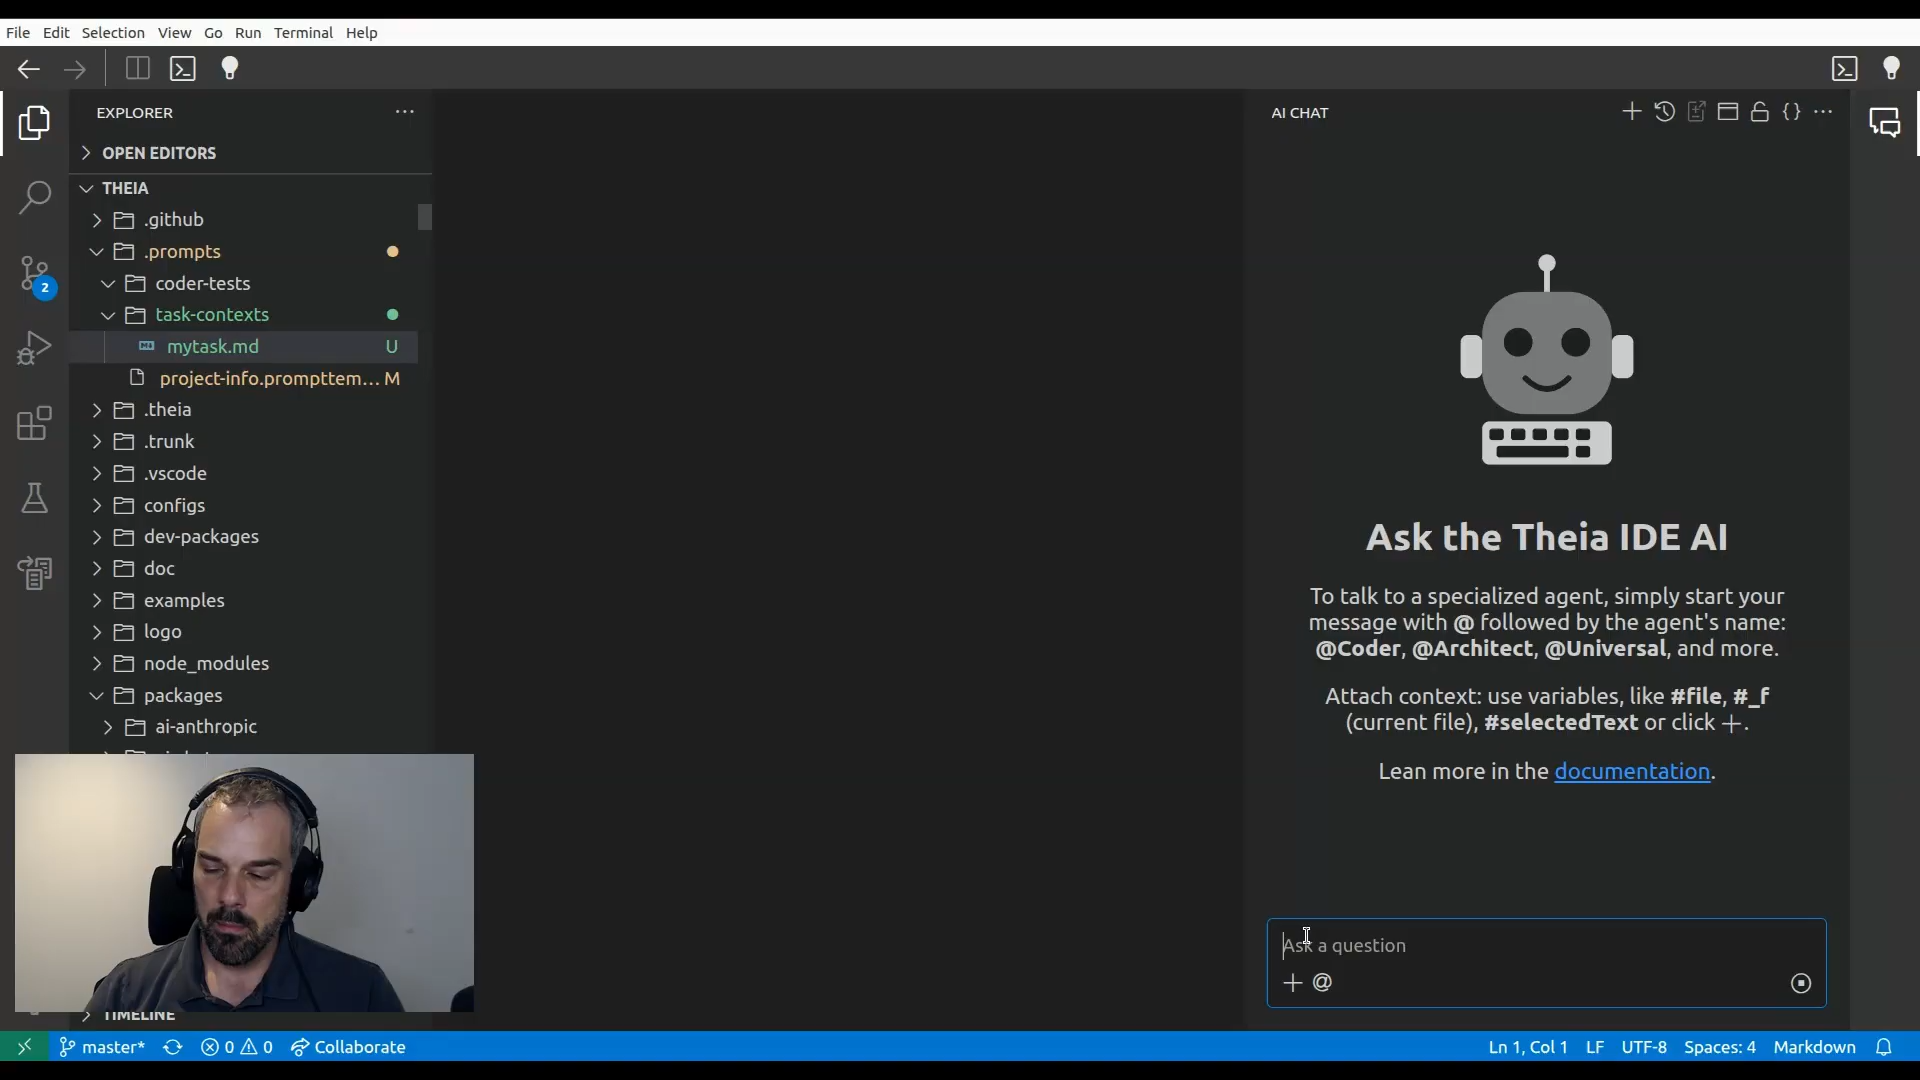 File Edit Selection View Go Run Terminal Help
EXPLORER
OPEN EDITORS
THEIA
.github
.prompts
coder-tests
task-contexts
mytask.md U
project-info.prompttem... M
.theia
.trunk
.vscode
configs
dev-packages
doc
examples
logo
node_modules
packages
ai-anthropic
TIMELINE
AI CHAT
Ask the Theia IDE AI
To talk to a specialized agent, simply start your
message with @ followed by the agent's name:
@Coder, @Architect, @Universal, and more.
Attach context: use variables, like #file, #_f
(current file), #selectedText or click +.
Lean more in the documentation.
Ask a question
2
master* 0 0 Collaborate
Ln 1, Col 1 LF UTF-8 Spaces: 4 Markdown